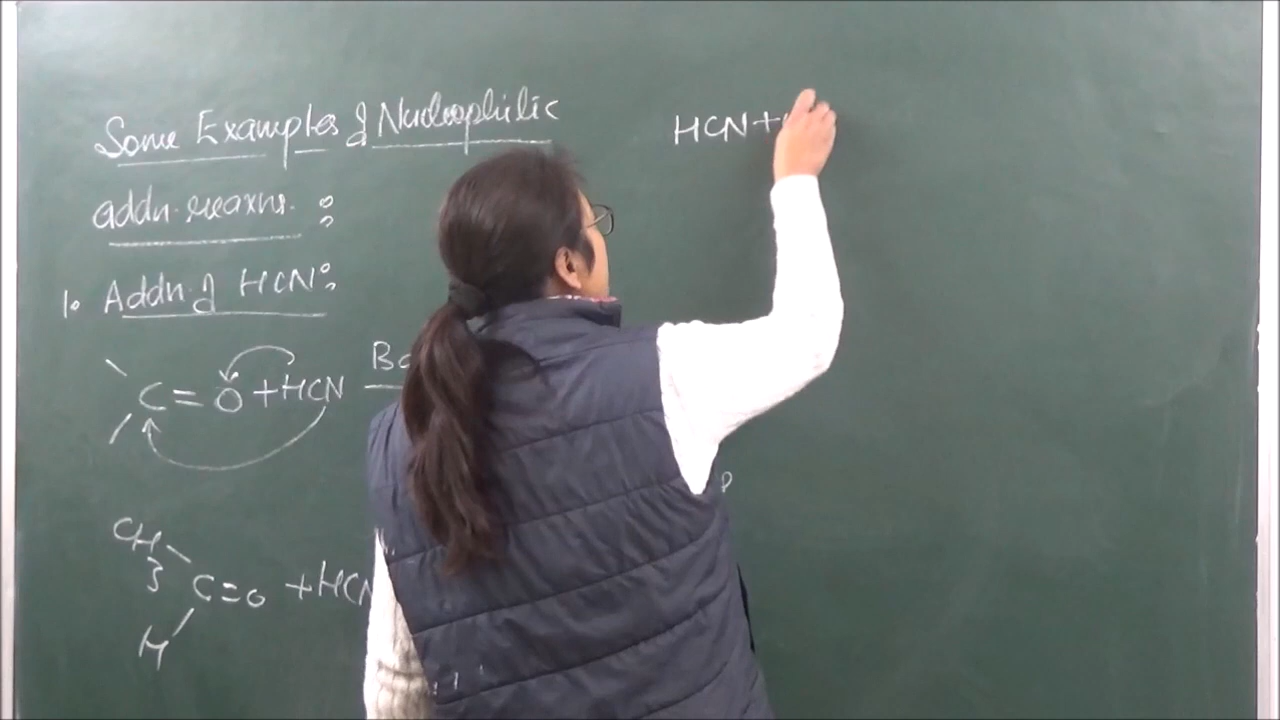 Some Examples of Nucleophilic
addn. reaxns. :
1. Addn. of HCN:
C = O + HCN
CH3
C=O + HCN
H
HCN +